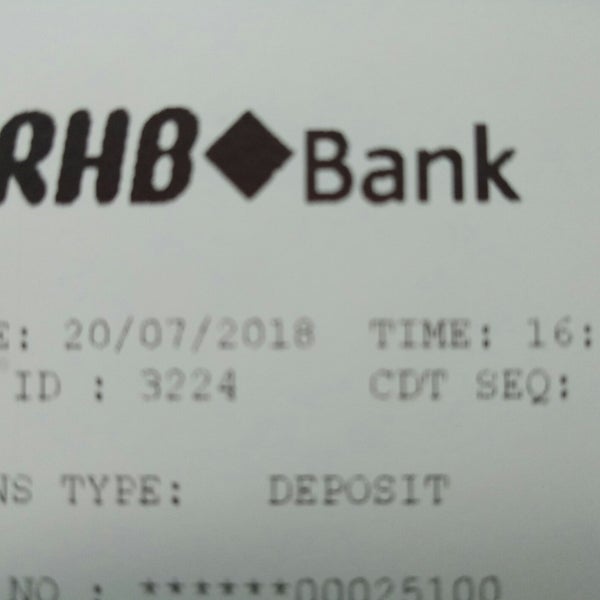 RHB Bank
E: 20/07/2018 TIME: 16:
ID : 3224 CDT SEQ:
NS TYPE: DEPOSIT
NO : ******00025100